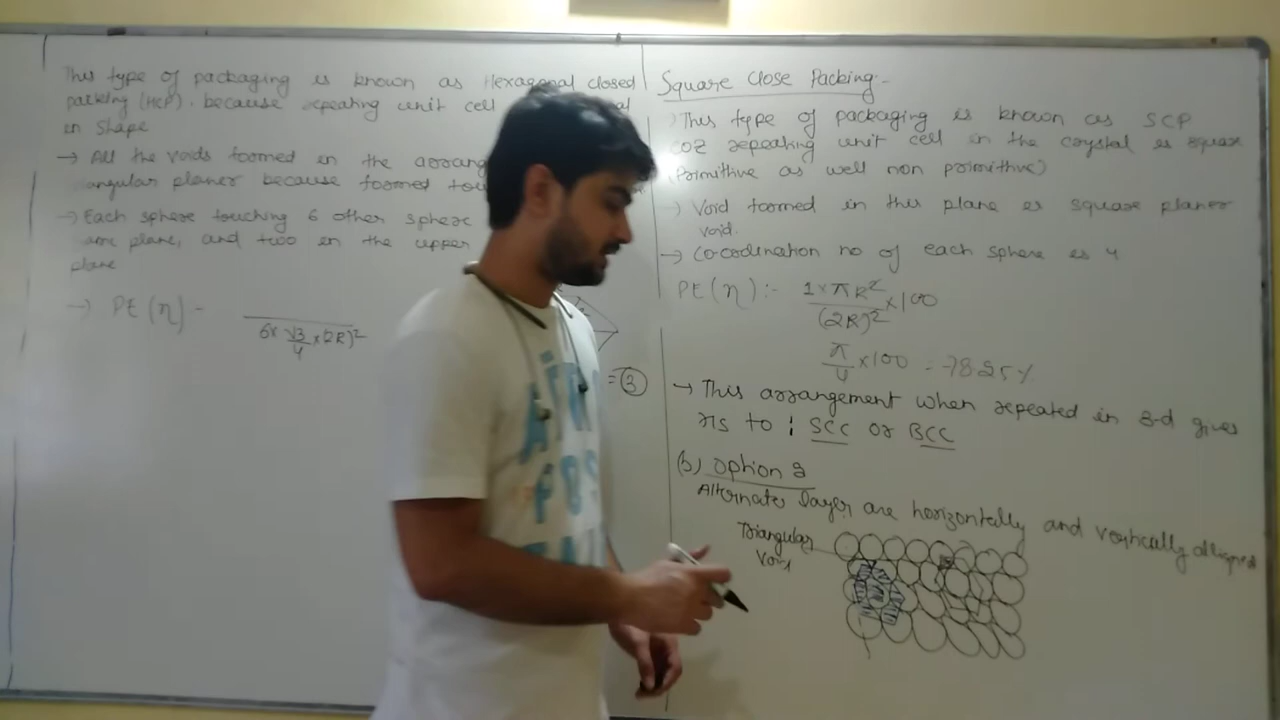 This type of packaging is known as Hexagonal closed
packing (HCP). because repeating unit cell
in shape
→ All the voids formed in the arrang
angular planer because formed tou
→ Each sphere touching 6 other sphere
ame plane, and two in the upper
plane
→ PE (η) -
6 x √3/4 x (2R)²
= 3
Square Close Packing:-
This type of packaging is known as SCP
coz repeating unit cell in the crystal is square
(Primitive as well non primitive)
→ Void formed in this plane is square planer
void.
→ Co-ordination no of each sphere is 4
PE (η) :- 1 x πR² / (2R)² x 100
π/4 x 100 = 78.25%
→ This arrangement when repeated in 3-d gives
ris to : SCC or BCC
(b) Option 2
Alternate layer are horizontally and vertically alligned
Triangular
Void